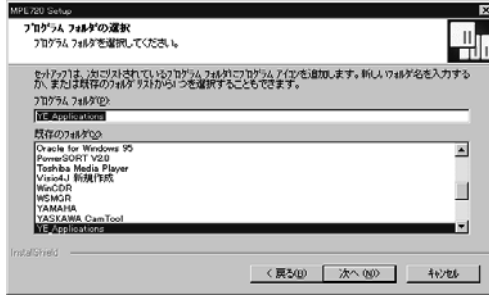 MPE720 Setup
プログラム フォルダの選択
プログラム フォルダを選択してください。
セットアップは、次にリストされているプログラム フォルダにプログラム アイコンを追加します。新しいフォルダ名を入力する
か、または既存のフォルダ リストから1つを選択することもできます。
プログラム フォルダ(P):
YE_Applications
既存のフォルダ(X):
Oracle for Windows 95
PowerSORT V2.0
Toshiba Media Player
Visio4J 新規作成
WinCDR
WSMGR
YAMAHA
YASKAWA CamTool
YE_Applications
InstallShield
< 戻る(B)
次へ (N)>
キャンセル